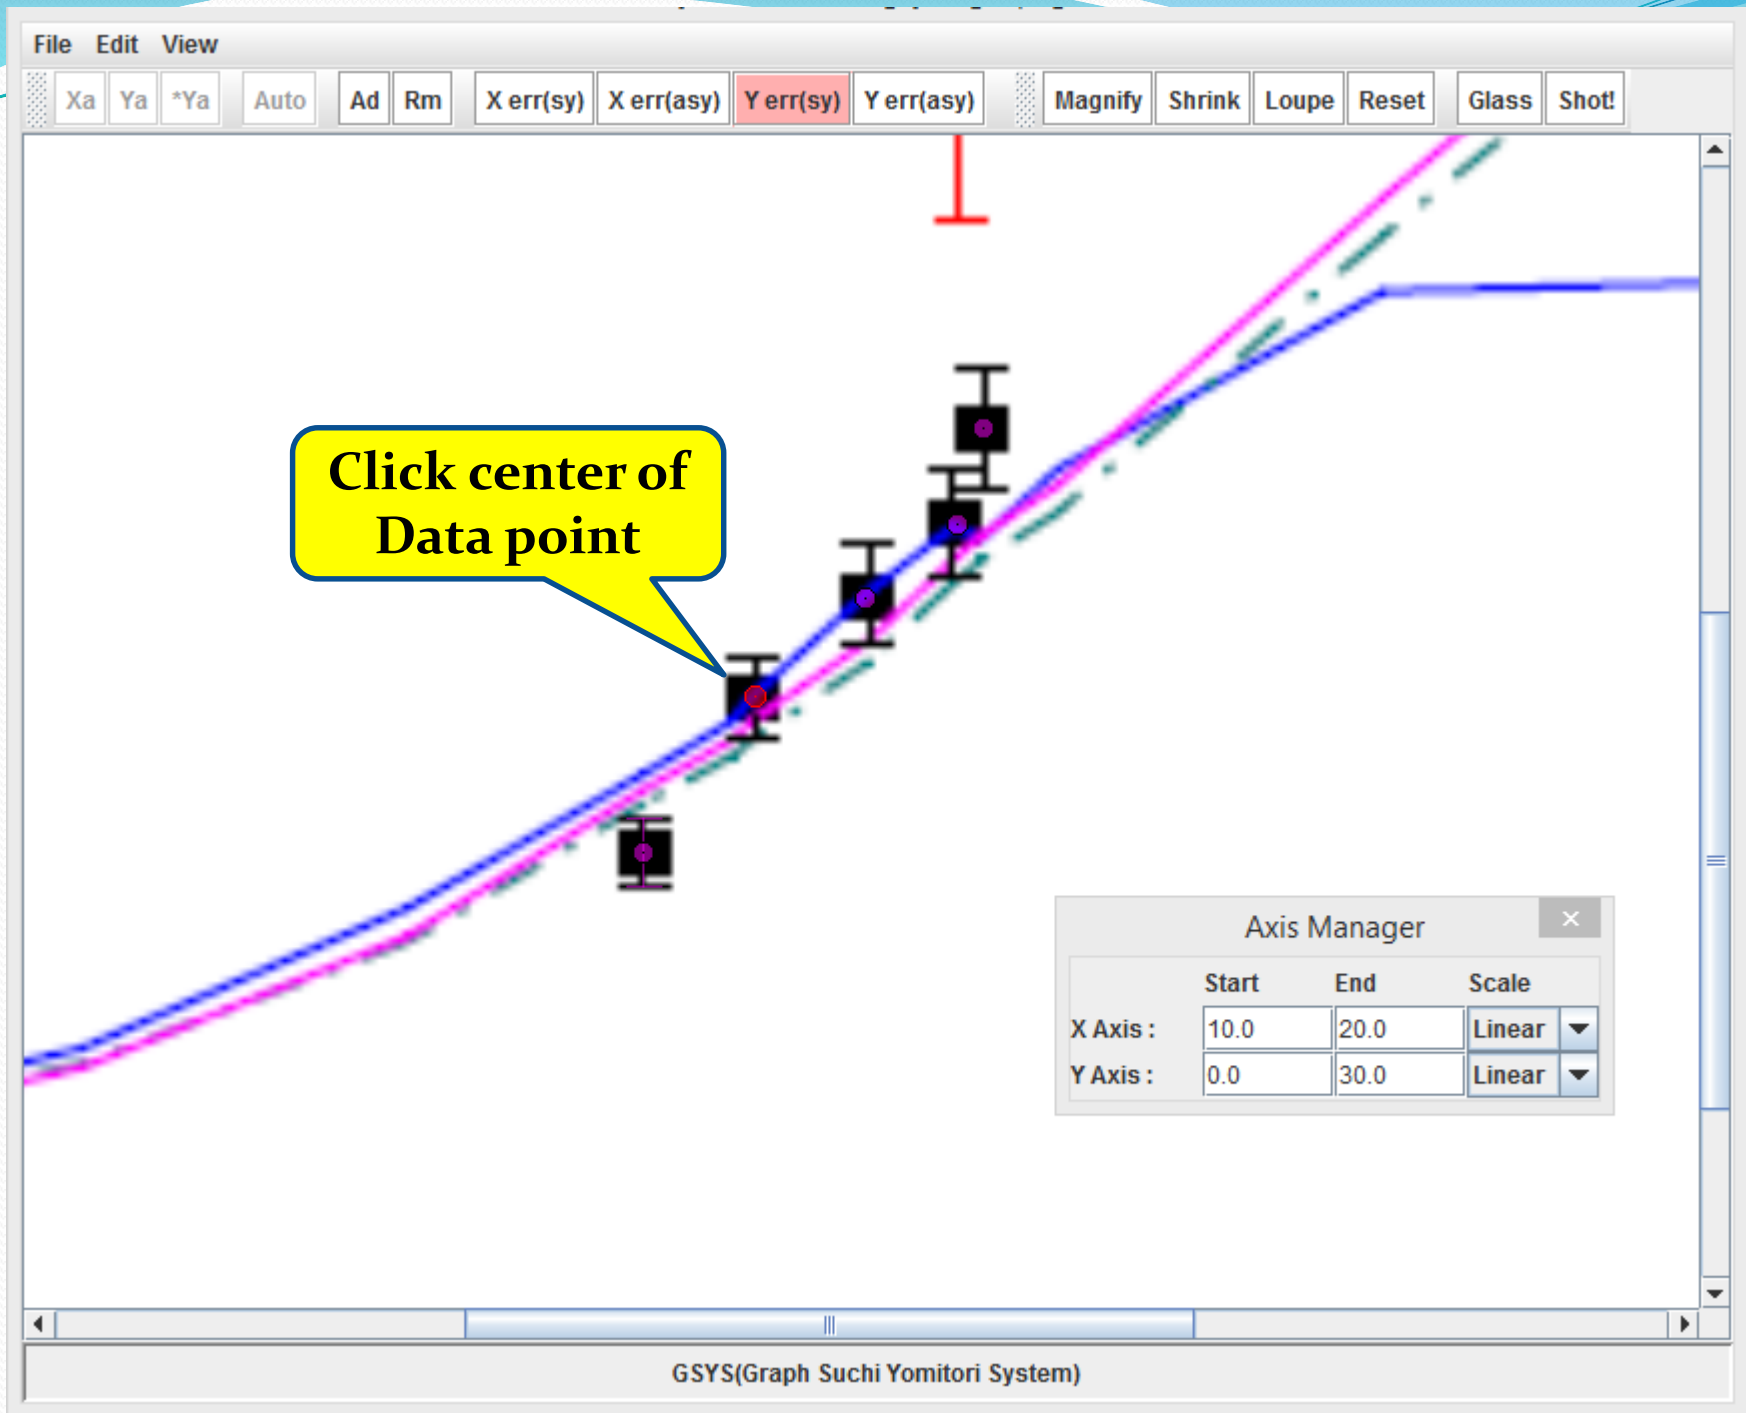 File Edit View
Xa Ya *Ya Auto Ad Rm X err(sy) X err(asy) Y err(sy) Y err(asy) Magnify Shrink Loupe Reset Glass Shot!
Click center of
Data point
Axis Manager
Start End Scale
X Axis : 10.0 20.0 Linear
Y Axis : 0.0 30.0 Linear
GSYS(Graph Suchi Yomitori System)